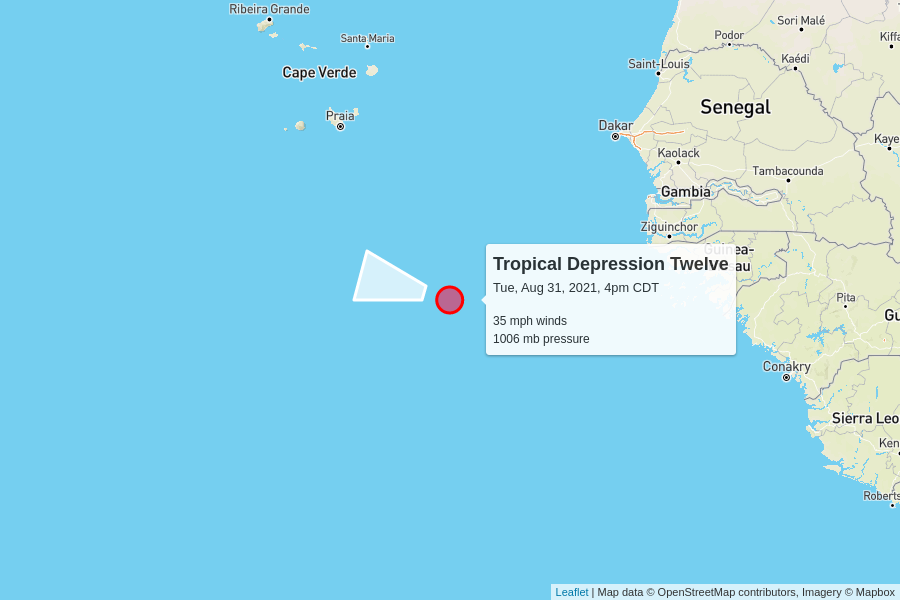 Ribeira Grande
Sori Malé
Podor
Kiffa
Santa Maria
Kaédi
Saint-Louis
Cape Verde
Senegal
Praia
Dakar
Kaye
Kaolack
Tambacounda
Gambia
Ziguinchor
Guinea-
sau
Tropical Depression Twelve
Tue, Aug 31, 2021, 4pm CDT
35 mph winds
1006 mb pressure
Pita
Gu
Conakry
Sierra Leo
Ken
Roberts
Leaflet | Map data © OpenStreetMap contributors, Imagery © Mapbox